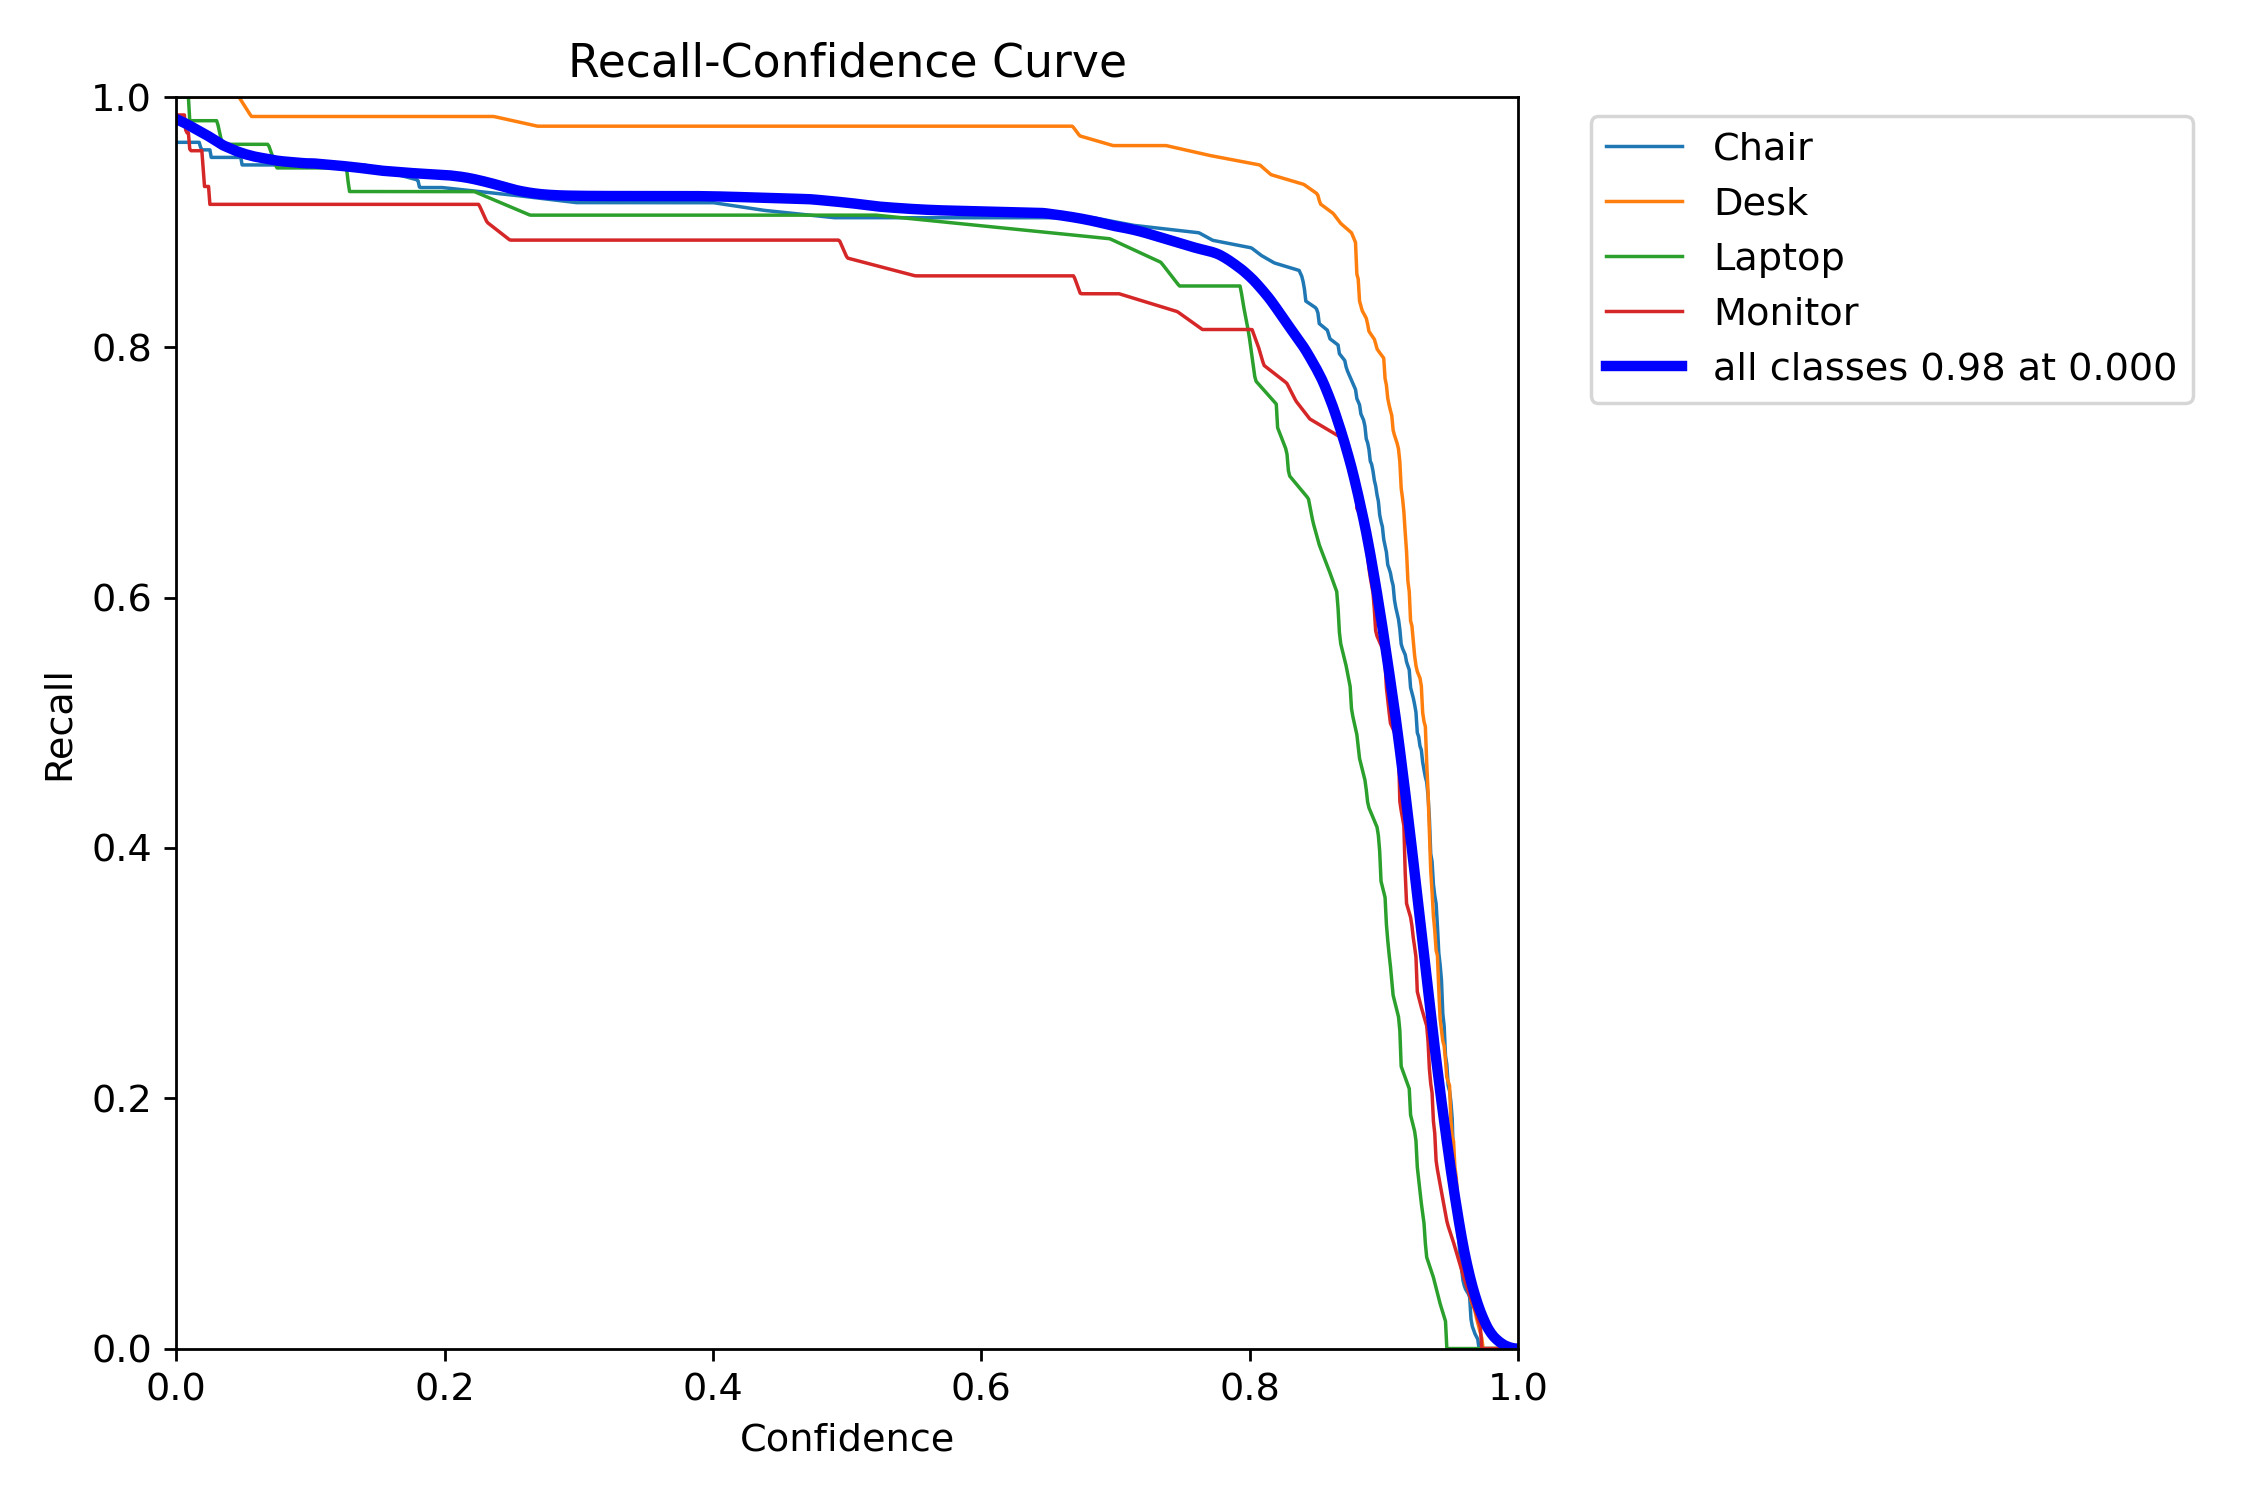 Recall-Confidence Curve
1.0
0.8
0.6
0.4
0.2
0.0
Recall
0.0 0.2 0.4 0.6 0.8 1.0
Confidence
Chair
Desk
Laptop
Monitor
all classes 0.98 at 0.000